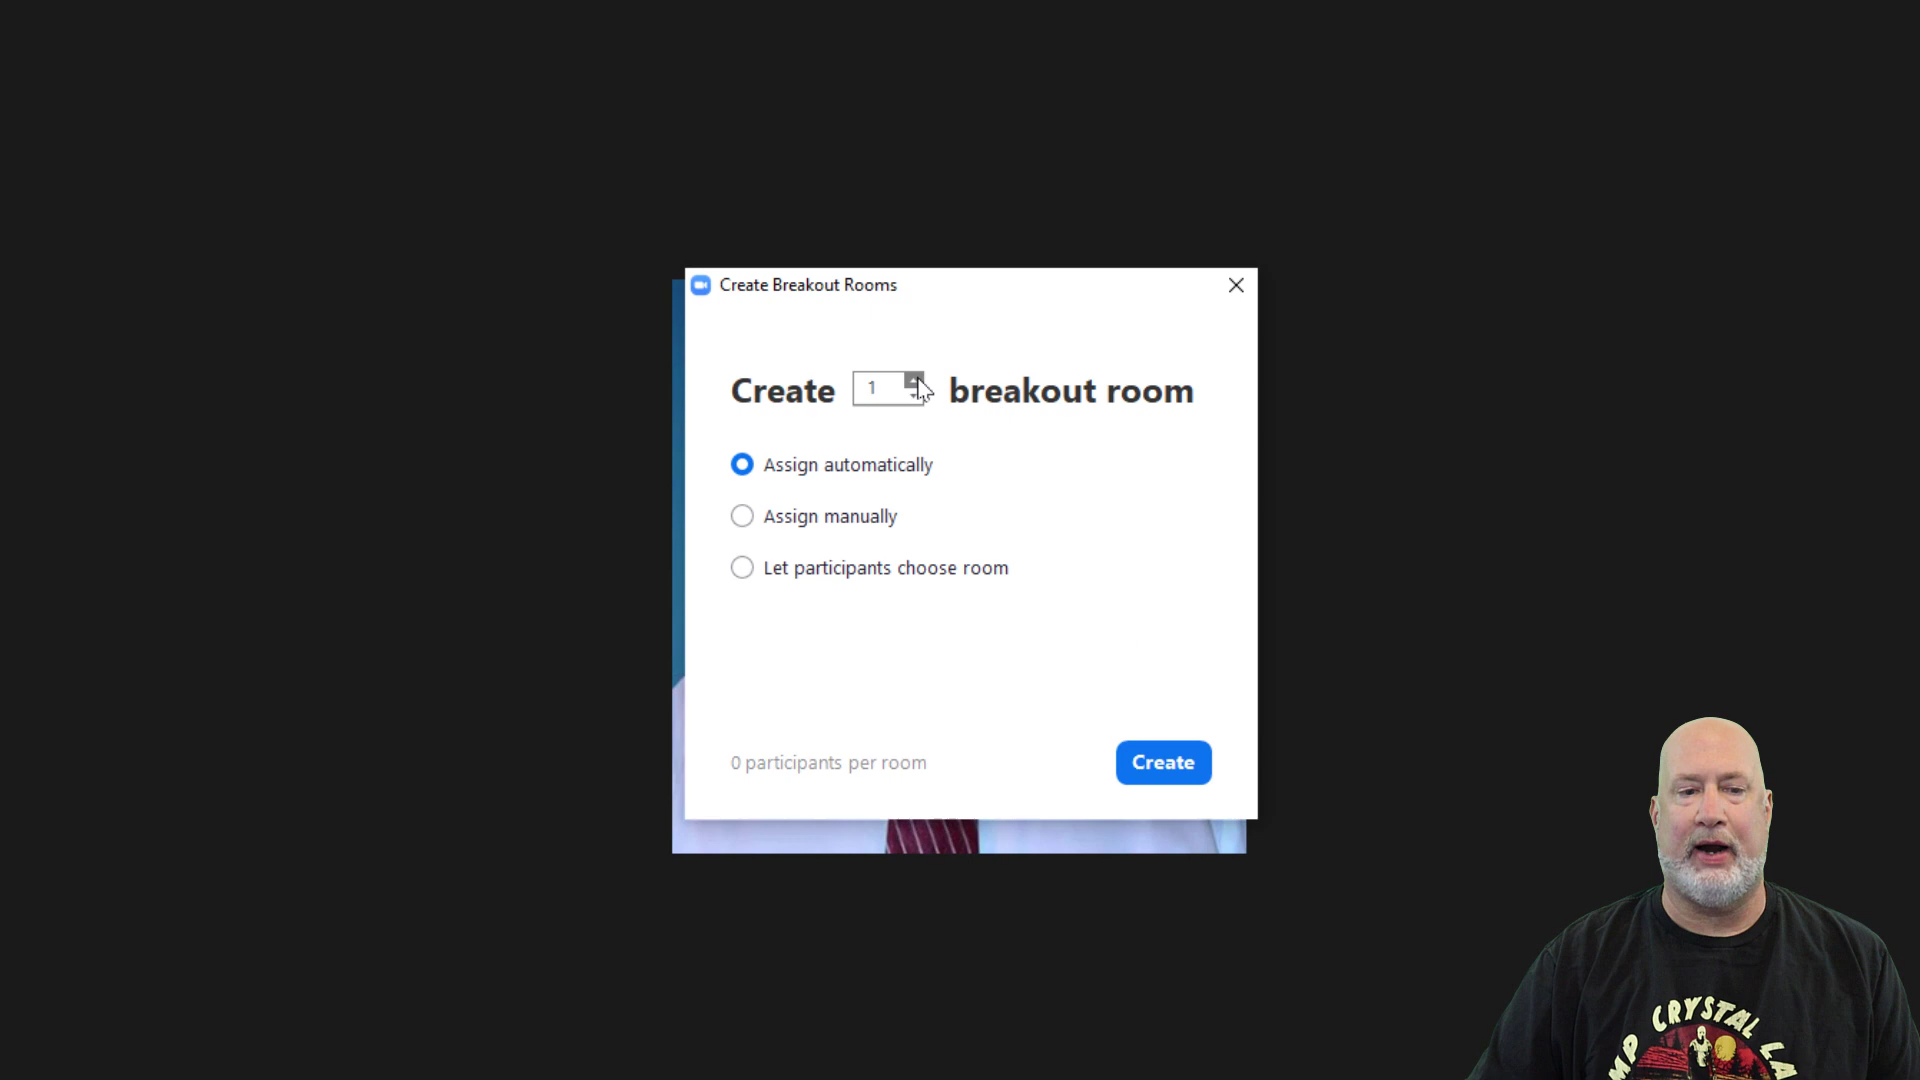 Create Breakout Rooms
Create 1 breakout room
Assign automatically
Assign manually
Let participants choose room
0 participants per room
Create
CRYSTAL LA